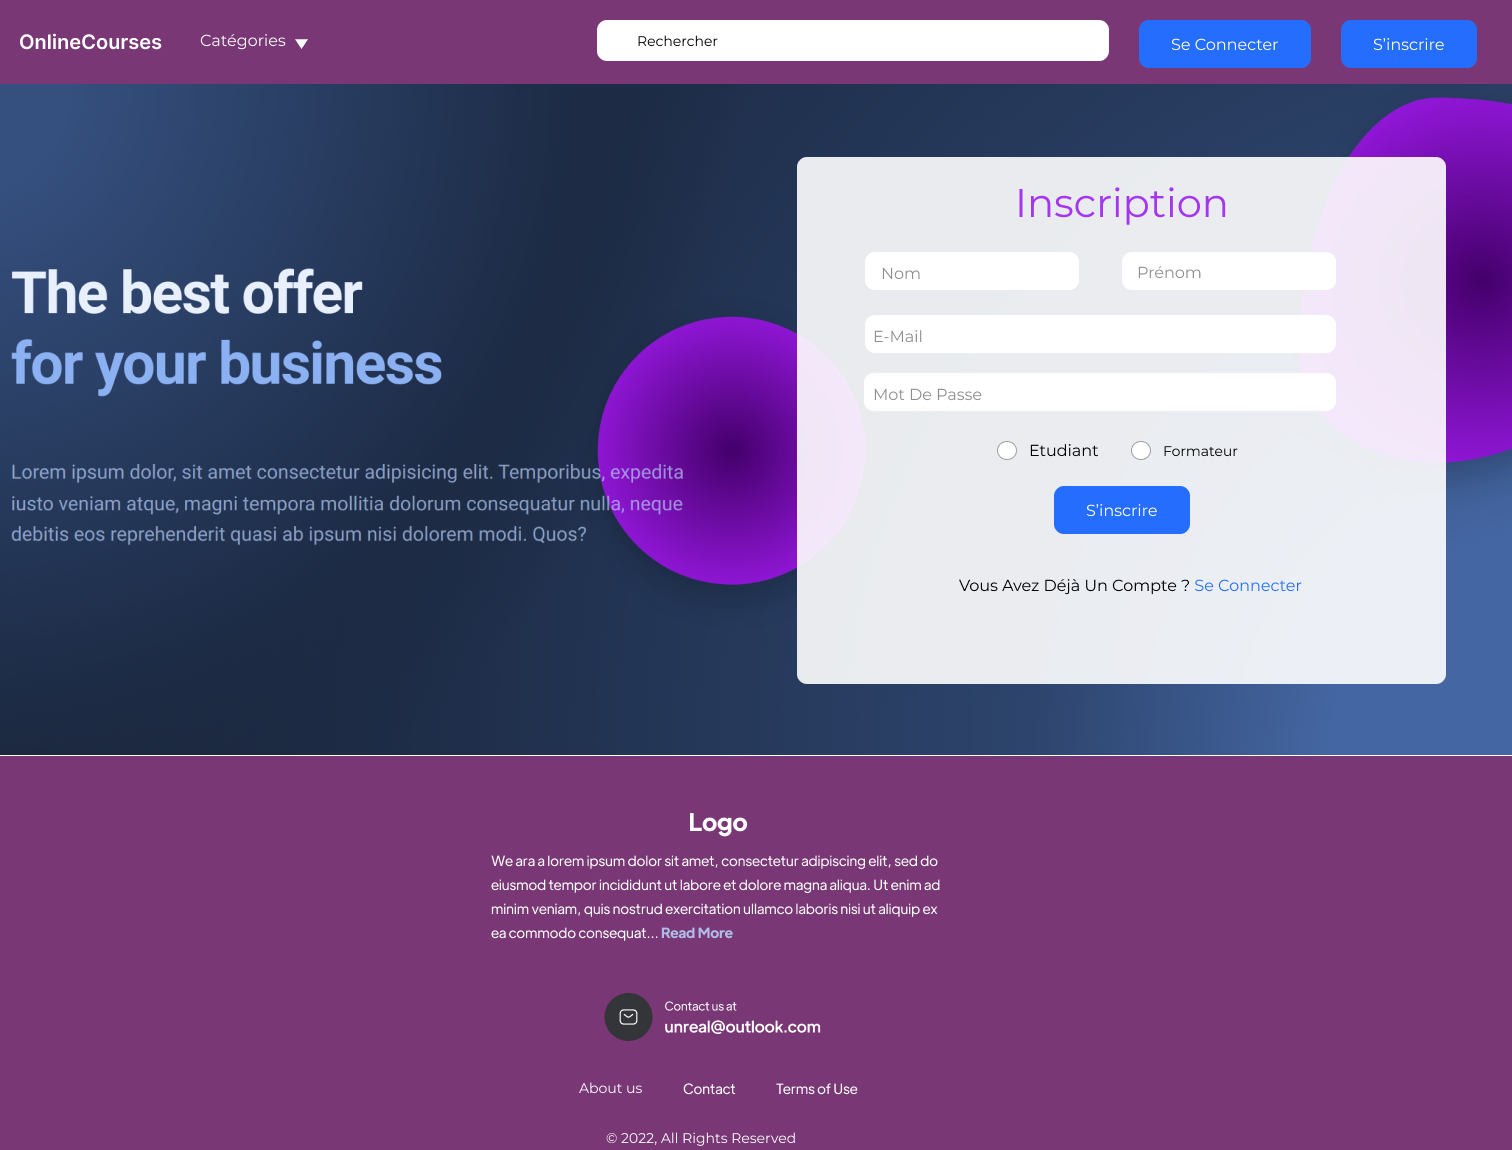 OnlineCourses
Catégories
Rechercher
Se Connecter
S'inscrire
The best offer
for your business
Lorem ipsum dolor, sit amet consectetur adipisicing elit. Temporibus, expedita
iusto veniam atque, magni tempora mollitia dolorum consequatur nulla, neque
debitis eos reprehenderit quasi ab ipsum nisi dolorem modi. Quos?
Inscription
Nom
Prénom
E-Mail
Mot De Passe
Etudiant
Formateur
S'inscrire
Vous Avez Déjà Un Compte ? Se Connecter
Logo
We ara a lorem ipsum dolor sit amet, consectetur adipiscing elit, sed do
eiusmod tempor incididunt ut labore et dolore magna aliqua. Ut enim ad
minim veniam, quis nostrud exercitation ullamco laboris nisi ut aliquip ex
ea commodo consequat... Read More
Contact us at
unreal@outlook.com
About us
Contact
Terms of Use
© 2022, All Rights Reserved